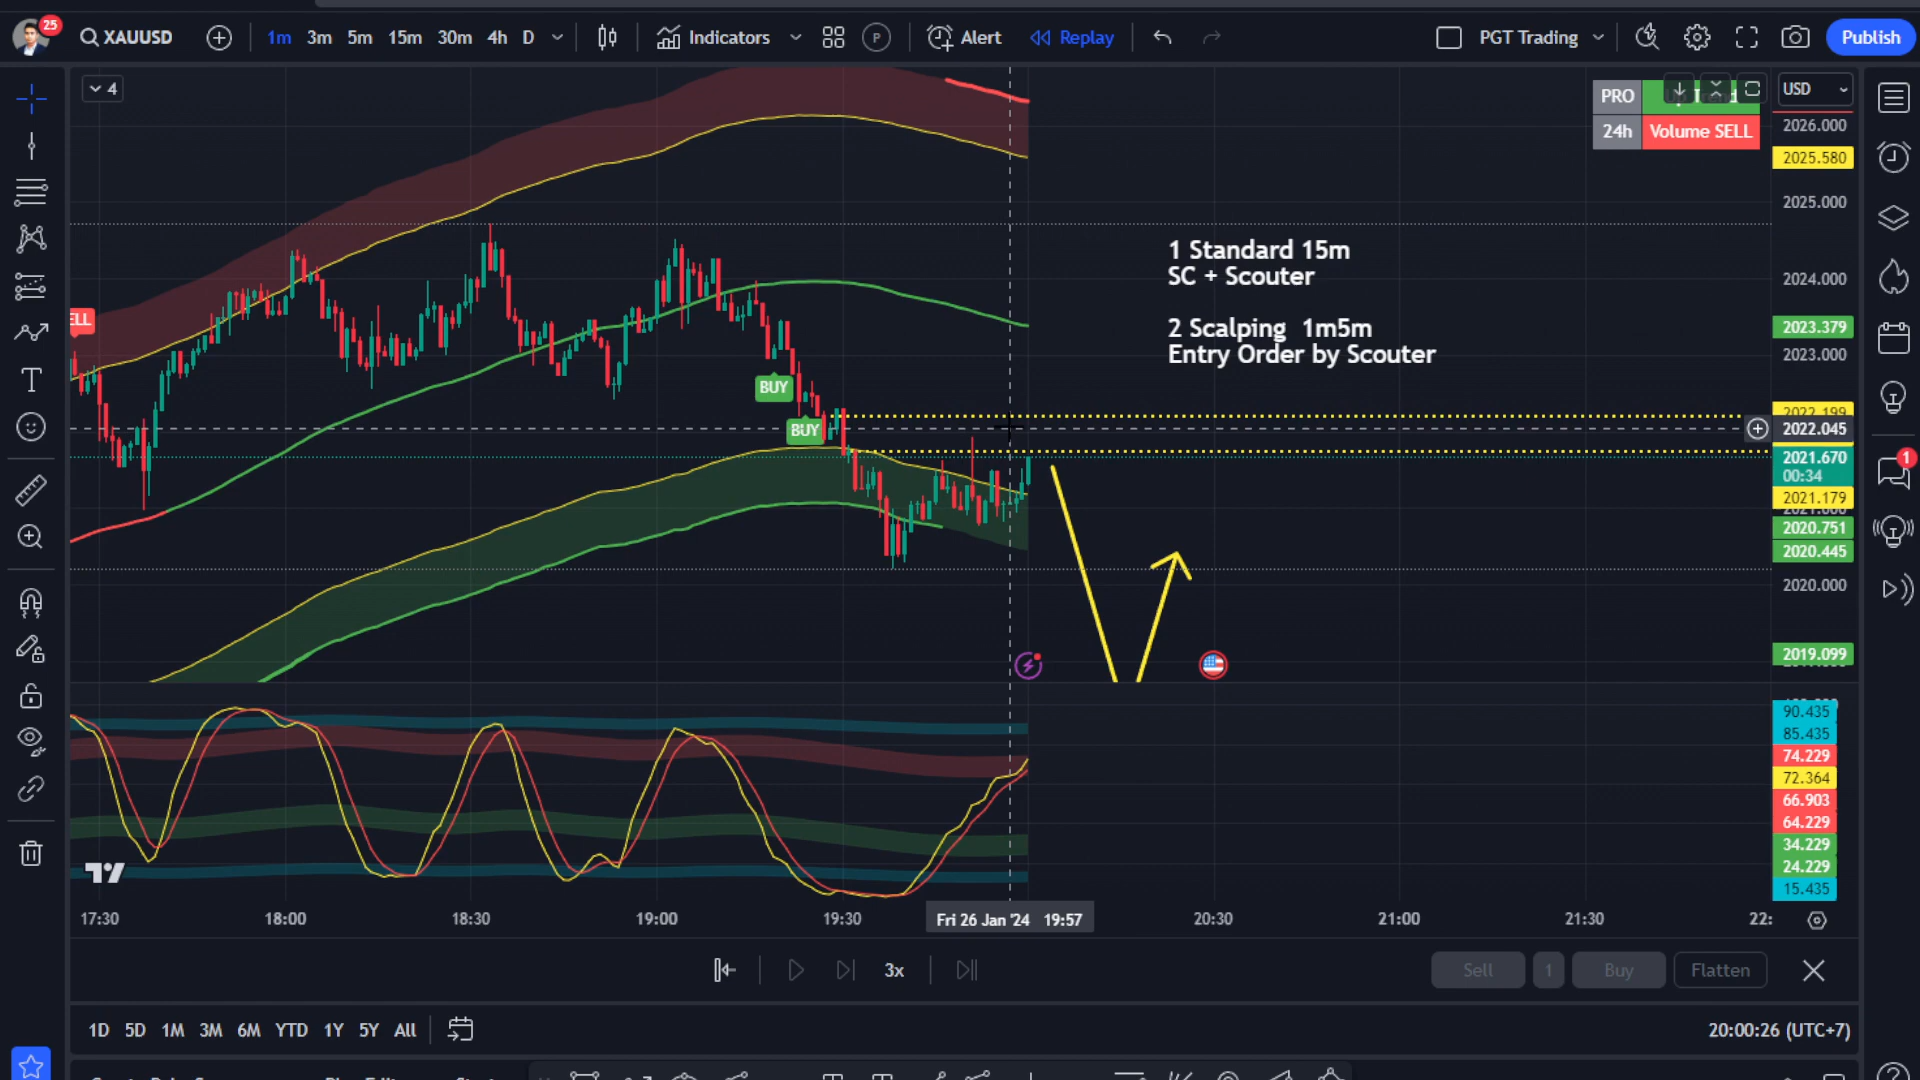 25
XAUUSD
1m 3m 5m 15m 30m 4h D
Indicators
P
Alert
Replay
PGT Trading
Publish
4
PRO
24h Volume SELL
USD
2026.000
2025.580
2025.000
2024.000
2023.379
2023.000
2022.199
2022.045
2021.670
00:34
2021.179
2020.751
2020.445
2020.000
2019.099
1 Standard 15m
SC + Scouter
2 Scalping 1m5m
Entry Order by Scouter
ELL
BUY
BUY
1
90.435
85.435
74.229
72.364
66.903
64.229
34.229
24.229
15.435
17:30 18:00 18:30 19:00 19:30 Fri 26 Jan '24 19:57 20:30 21:00 21:30 22:
3x
Sell 1 Buy Flatten
1D 5D 1M 3M 6M YTD 1Y 5Y All
20:00:26 (UTC+7)